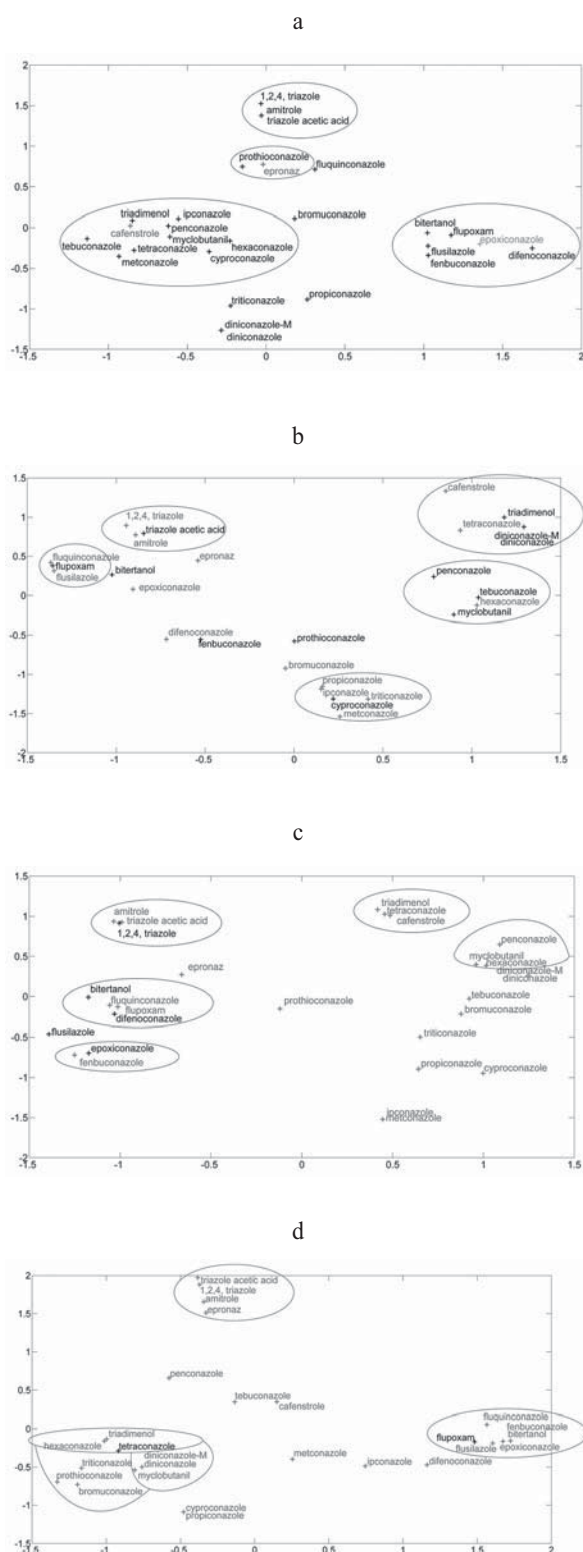 a
2
1.5
1
0.5
0
-0.5
-1
-1.5
-1.5 -1 -0.5 0 0.5 1 1.5 2
1,2,4, triazole
amitrole
triazole acetic acid
prothioconazole
epronaz
fluquinconazole
triadimenol
ipconazole
cafenstrole
penconazole
bromuconazole
tebuconazole
myclobutanil
tetraconazole
hexaconazole
metconazole
cyproconazole
bitertanol
flupoxam
epoxiconazole
flusilazole
difenoconazole
fenbuconazole
triticonazole
propiconazole
diniconazole-M
diniconazole
b
1.5
1
0.5
0
-0.5
-1
-1.5
-2
-1.5 -1 -0.5 0 0.5 1 1.5
cafenstrole
1,2,4, triazole
triadimenol
triazole acetic acid
tetraconazole
amitrole
diniconazole-M
diniconazole
fluquinconazole
epronaz
flupoxam
flusilazole
bitertanol
penconazole
epoxiconazole
tebuconazole
hexaconazole
myclobutanil
difenoconazole
fenbuconazole
prothioconazole
bromuconazole
propiconazole
ipconazole
triticonazole
cyproconazole
metconazole
c
1.5
1
0.5
0
-0.5
-1
-1.5
-2
-1.5 -1 -0.5 0 0.5 1 1.5
amitrole
triazole acetic acid
1,2,4, triazole
triadimenol
tetraconazole
cafenstrole
penconazole
epronaz
myclobutanil
hexaconazole
diniconazole-M
diniconazole
bitertanol
tebuconazole
fluquinconazole
prothioconazole
flupoxam
bromuconazole
difenoconazole
flusilazole
triticonazole
epoxiconazole
fenbuconazole
propiconazole
cyproconazole
ipconazole
metconazole
d
2
1.5
1
0.5
0
-0.5
-1
-1.5
-1.5 -1 -0.5 0 0.5 1 1.5 2
triazole acetic acid
1,2,4, triazole
amitrole
epronaz
penconazole
tebuconazole
cafenstrole
fluquinconazole
fenbuconazole
triadimenol
flupoxam
bitertanol
hexaconazole
tetraconazole
flusilazole
epoxiconazole
diniconazole-M
triticonazole
diniconazole
metconazole
ipconazole
difenoconazole
prothioconazole
myclobutanil
bromuconazole
cyproconazole
propiconazole